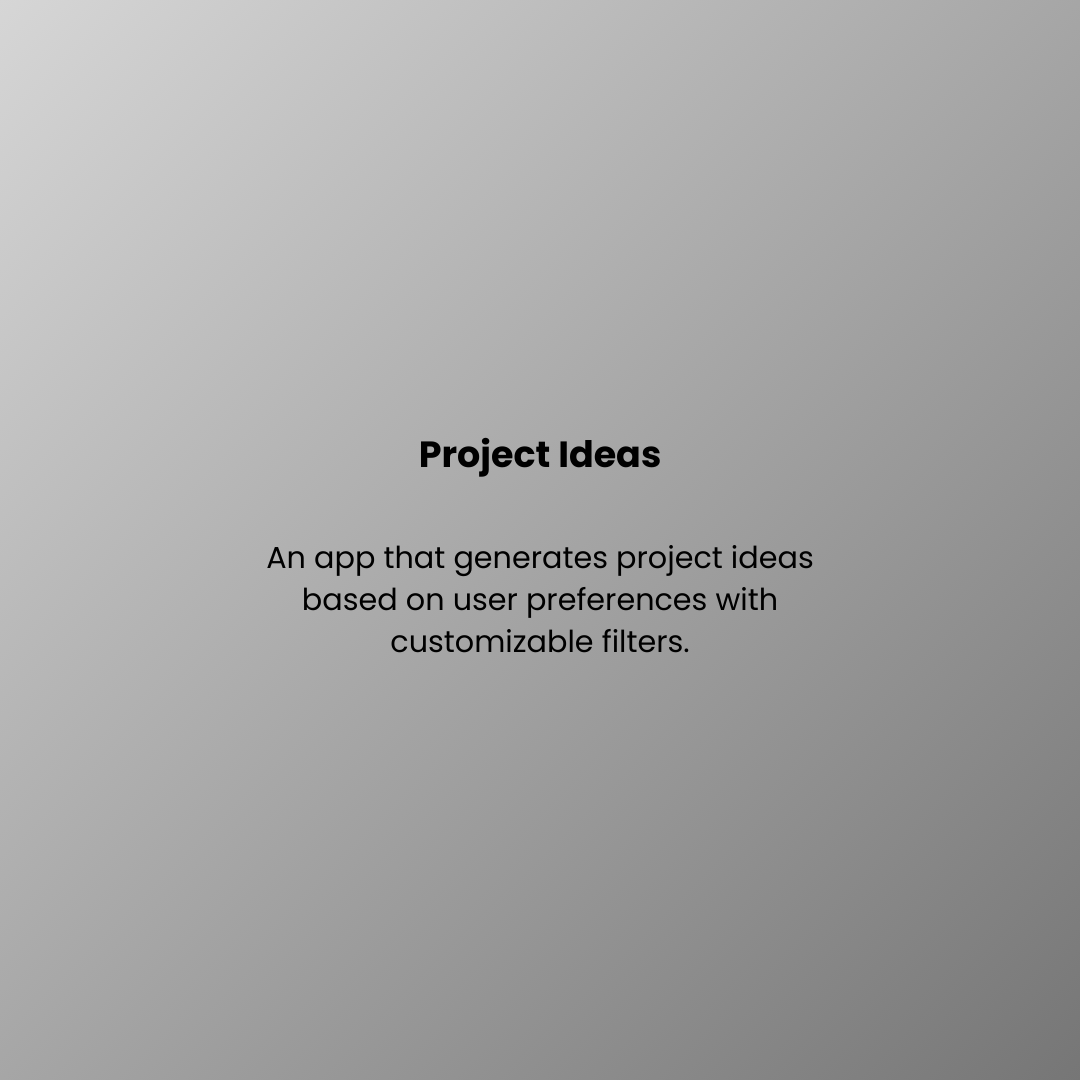 Project Ideas
An app that generates project ideas
based on user preferences with
customizable filters.